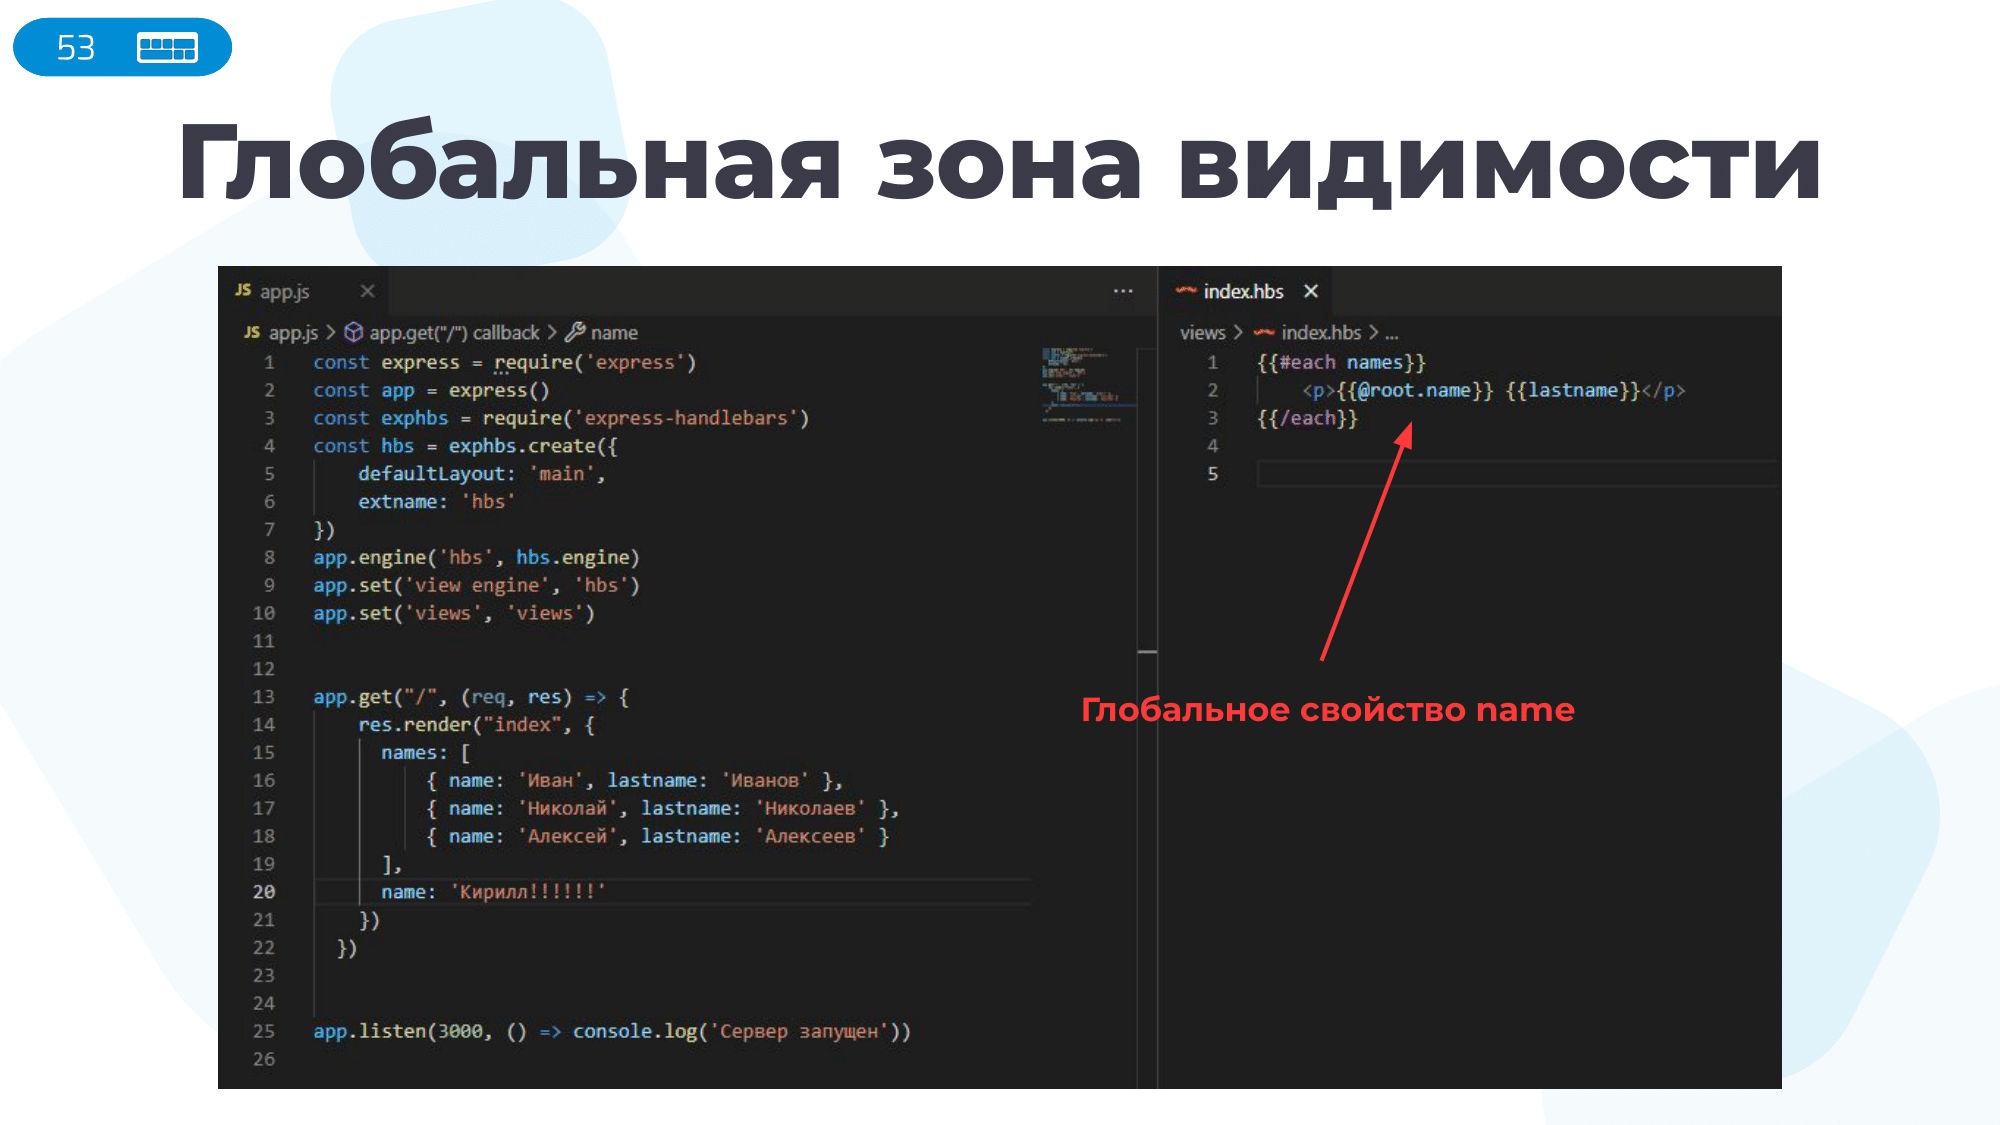 53
Глобальная зона видимости
JS app.js
JS app.js > app.get("/") callback > name
1 const express = require('express')
2 const app = express()
3 const exphbs = require('express-handlebars')
4 const hbs = exphbs.create({
5 defaultLayout: 'main',
6 extname: 'hbs'
7 })
8 app.engine('hbs', hbs.engine)
9 app.set('view engine', 'hbs')
10 app.set('views', 'views')
11
12
13 app.get("/", (req, res) => {
14 res.render("index", {
15 names: [
16 { name: 'Иван', lastname: 'Иванов' },
17 { name: 'Николай', lastname: 'Николаев' },
18 { name: 'Алексей', lastname: 'Алексеев' }
19 ],
20 name: 'Кирилл!!!!!!'
21 })
22 })
23
24
25 app.listen(3000, () => console.log('Сервер запущен'))
26
index.hbs
views > index.hbs > ...
1 {{#each names}}
2 <p>{{@root.name}} {{lastname}}</p>
3 {{/each}}
4
5
Глобальное свойство name